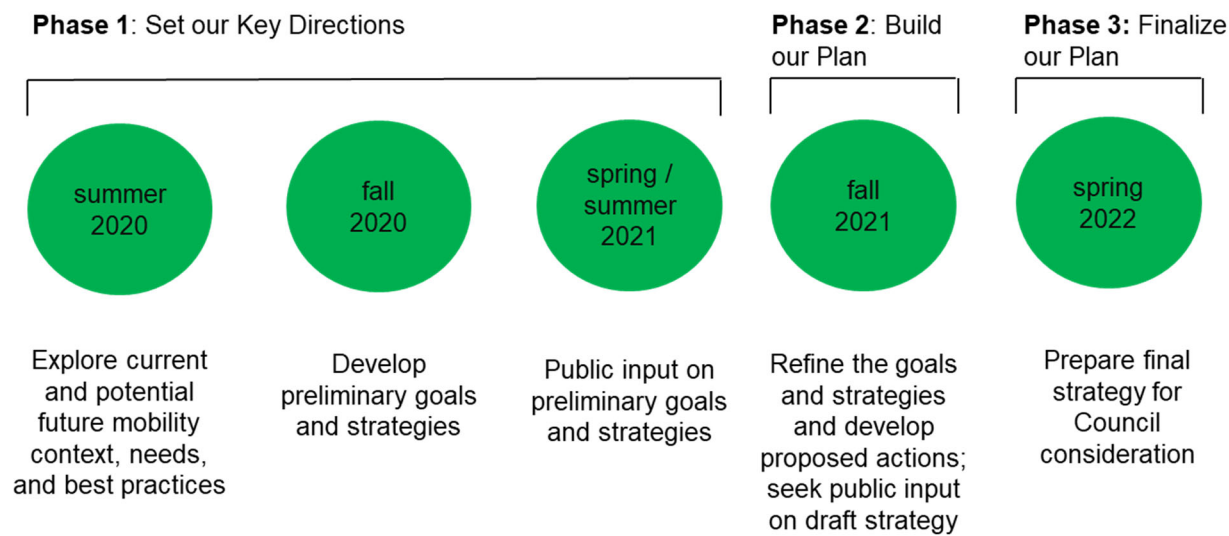 Phase 1: Set our Key Directions
Phase 2: Build
our Plan
Phase 3: Finalize
our Plan
summer
2020
fall
2020
spring /
summer
2021
fall
2021
spring
2022
Explore current
and potential
future mobility
context, needs,
and best practices
Develop
preliminary goals
and strategies
Public input on
preliminary goals
and strategies
Refine the goals
and strategies
and develop
proposed actions;
seek public input
on draft strategy
Prepare final
strategy for
Council
consideration